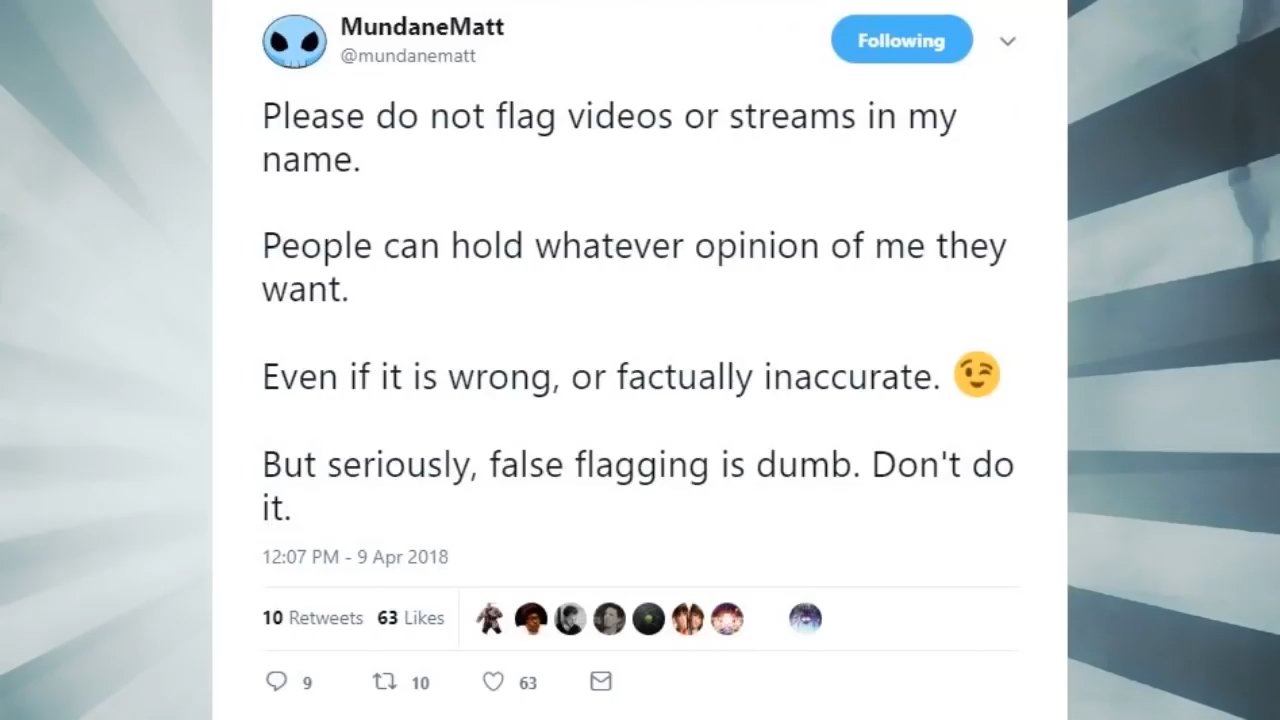 MundaneMatt
@mundanematt
Following
Please do not flag videos or streams in my
name.
People can hold whatever opinion of me they
want.
Even if it is wrong, or factually inaccurate. 😉
But seriously, false flagging is dumb. Don't do
it.
12:07 PM - 9 Apr 2018
10 Retweets 63 Likes
9 10 63